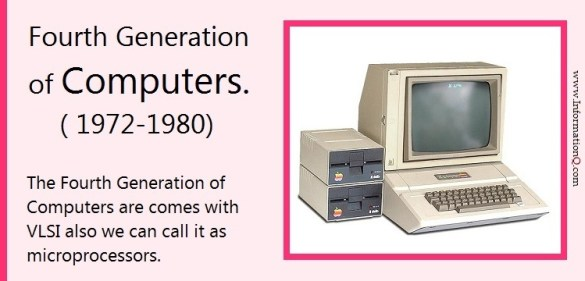 Fourth Generation
of Computers.
( 1972-1980)
The Fourth Generation of
Computers are comes with
VLSI also we can call it as
microprocessors.
www.InformationQ.com